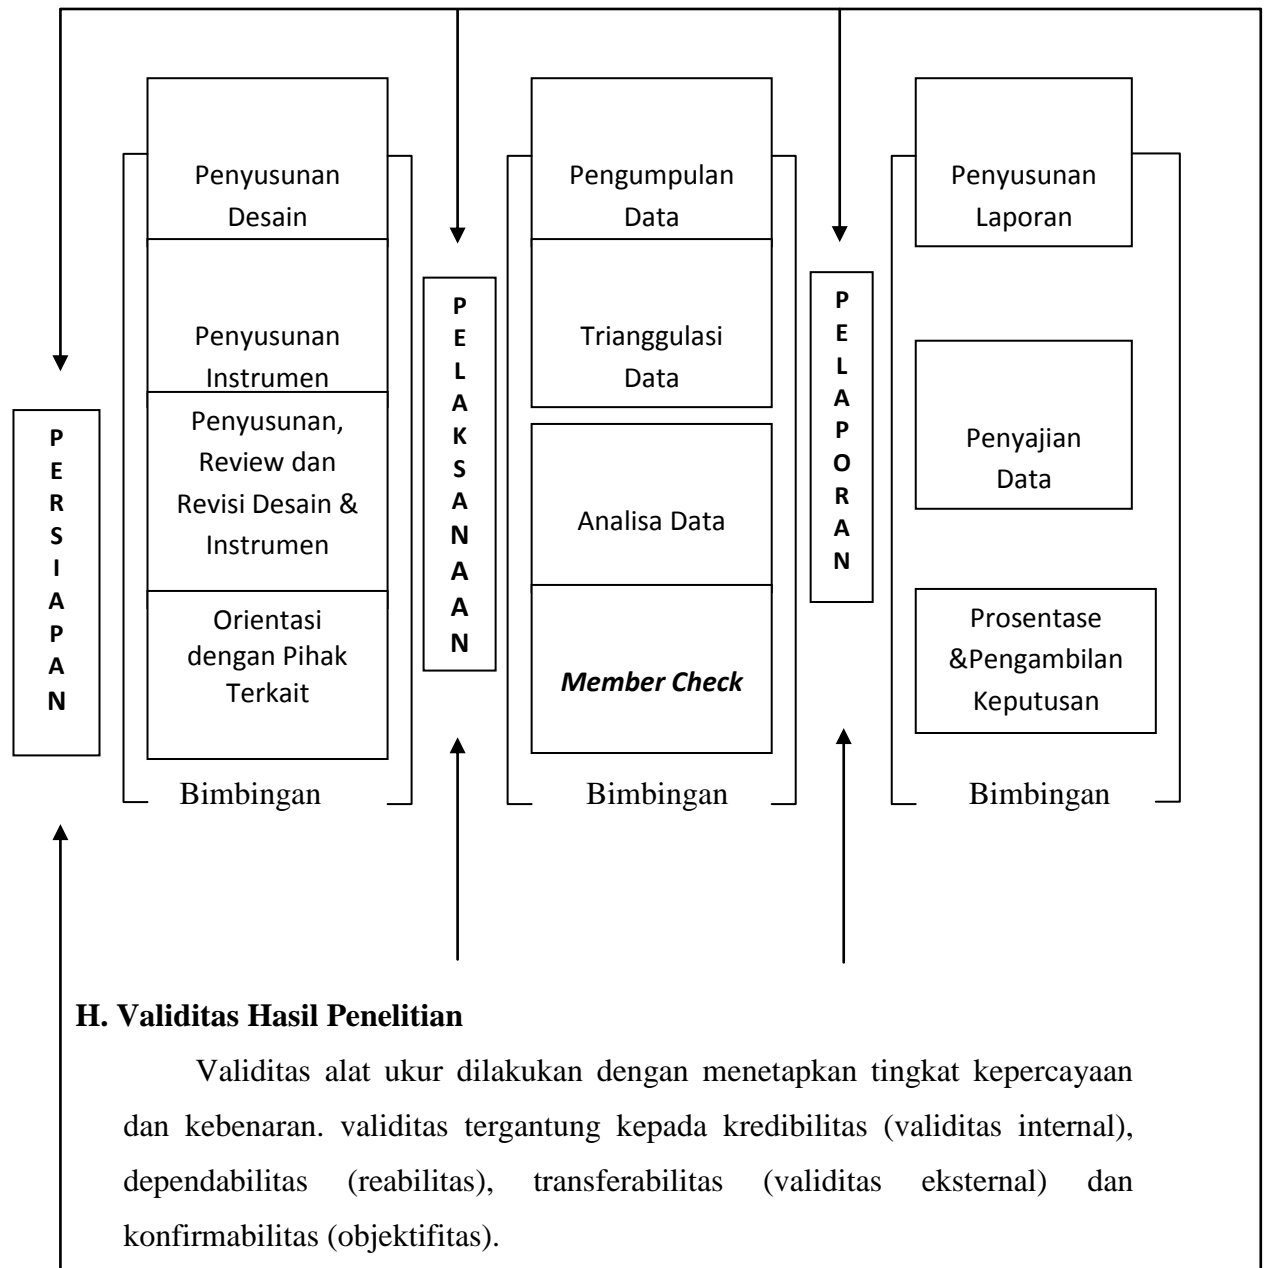 P
E
R
S
I
A
P
A
N
Penyusunan
Desain
Penyusunan
Instrumen
Penyusunan,
Review dan
Revisi Desain &
Instrumen
Orientasi
dengan Pihak
Terkait
Bimbingan
P
E
L
A
K
S
A
N
A
A
N
Pengumpulan
Data
Trianggulasi
Data
Analisa Data
Member Check
Bimbingan
P
E
L
A
P
O
R
A
N
Penyusunan
Laporan
Penyajian
Data
Prosentase
&Pengambilan
Keputusan
Bimbingan
H. Validitas Hasil Penelitian
Validitas alat ukur dilakukan dengan menetapkan tingkat kepercayaan
dan kebenaran. validitas tergantung kepada kredibilitas (validitas internal),
dependabilitas (reabilitas), transferabilitas (validitas eksternal) dan
konfirmabilitas (objektifitas).